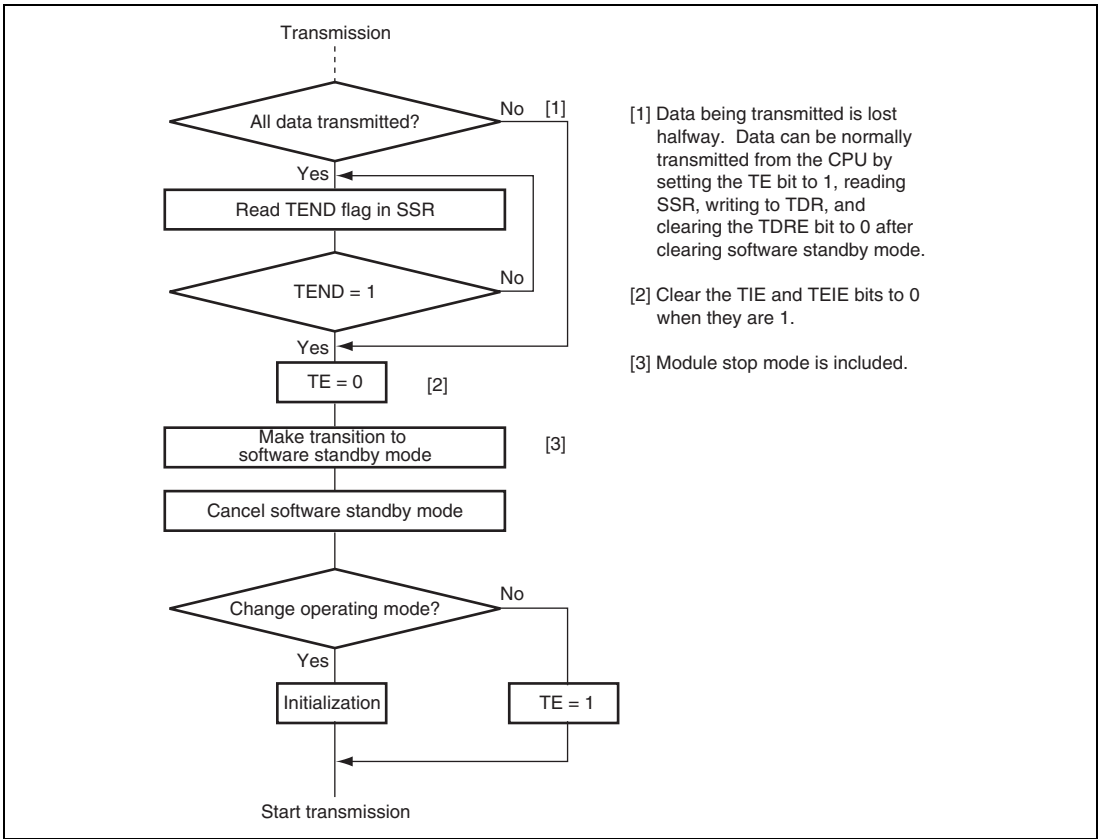 Transmission
All data transmitted?
No [1]
Yes
Read TEND flag in SSR
TEND = 1
No
Yes
TE = 0
[2]
Make transition to
software standby mode
[3]
Cancel software standby mode
Change operating mode?
No
Yes
Initialization
TE = 1
Start transmission
[1] Data being transmitted is lost
halfway. Data can be normally
transmitted from the CPU by
setting the TE bit to 1, reading
SSR, writing to TDR, and
clearing the TDRE bit to 0 after
clearing software standby mode.
[2] Clear the TIE and TEIE bits to 0
when they are 1.
[3] Module stop mode is included.